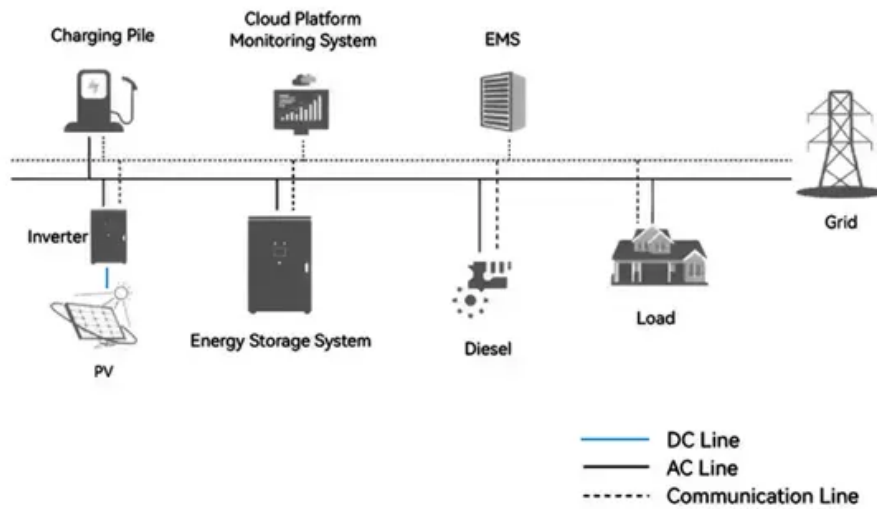 Charging Pile
Cloud Platform
Monitoring System
EMS
Grid
Inverter
PV
Energy Storage System
Diesel
Load
DC Line
AC Line
Communication Line